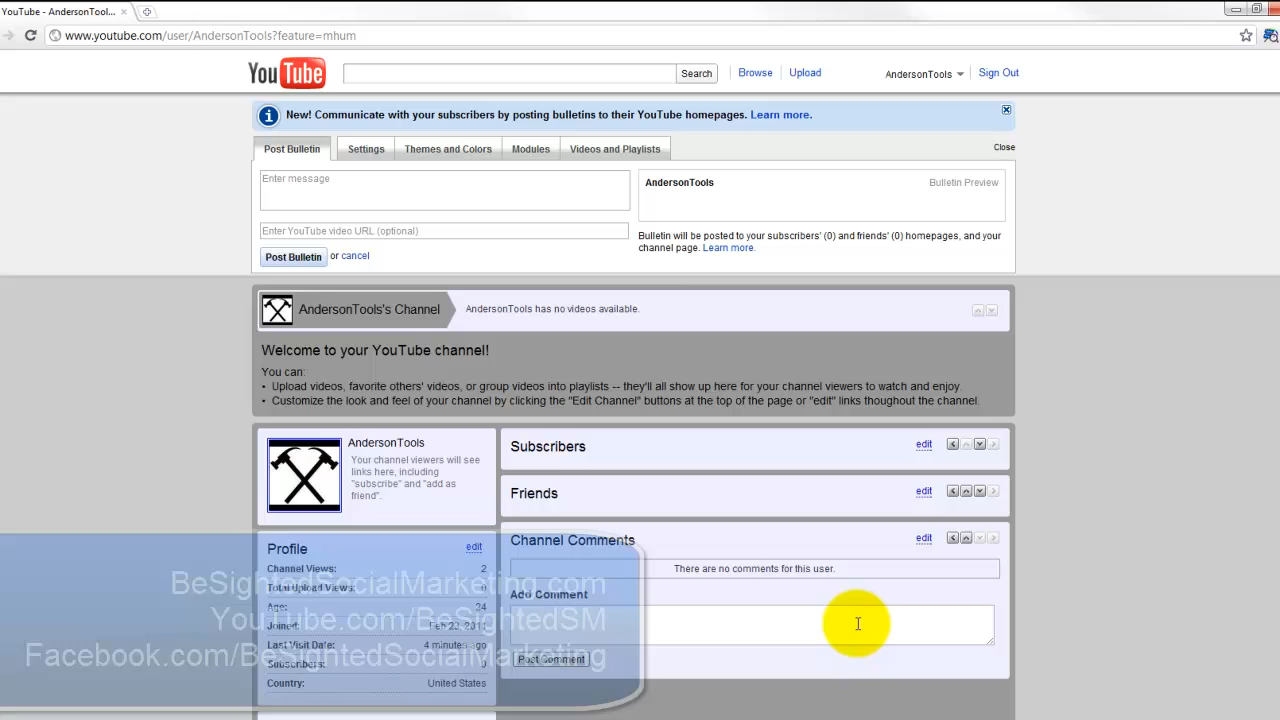 YouTube - AndersonTools...
www.youtube.com/user/AndersonTools?feature=mhum
YouTube
Search
Browse
Upload
AndersonTools
Sign Out
New! Communicate with your subscribers by posting bulletins to their YouTube homepages. Learn more.
Post Bulletin
Settings
Themes and Colors
Modules
Videos and Playlists
Close
Enter message
Enter YouTube video URL (optional)
Post Bulletin or cancel
AndersonTools
Bulletin Preview
Bulletin will be posted to your subscribers' (0) and friends' (0) homepages, and your
channel page. Learn more.
AndersonTools's Channel
AndersonTools has no videos available.
Welcome to your YouTube channel!
You can:
• Upload videos, favorite others' videos, or group videos into playlists -- they'll all show up here for your channel viewers to watch and enjoy.
• Customize the look and feel of your channel by clicking the "Edit Channel" buttons at the top of the page or "edit" links thoughout the channel.
AndersonTools
Your channel viewers will see
links here, including
"subscribe" and "add as
friend".
Profile
edit
Channel Views: 2
Total Upload Views: 0
Age: 34
Joined:
Last Visit Date: 4 minutes ago
Subscribers: 0
Country: United States
Subscribers
edit
Friends
edit
Channel Comments
edit
There are no comments for this user.
Add Comment
Post Comment
BeSightedSocialMarketing.com
YouTube.com/BeSightedSM
Facebook.com/BeSightedSocialMarketing